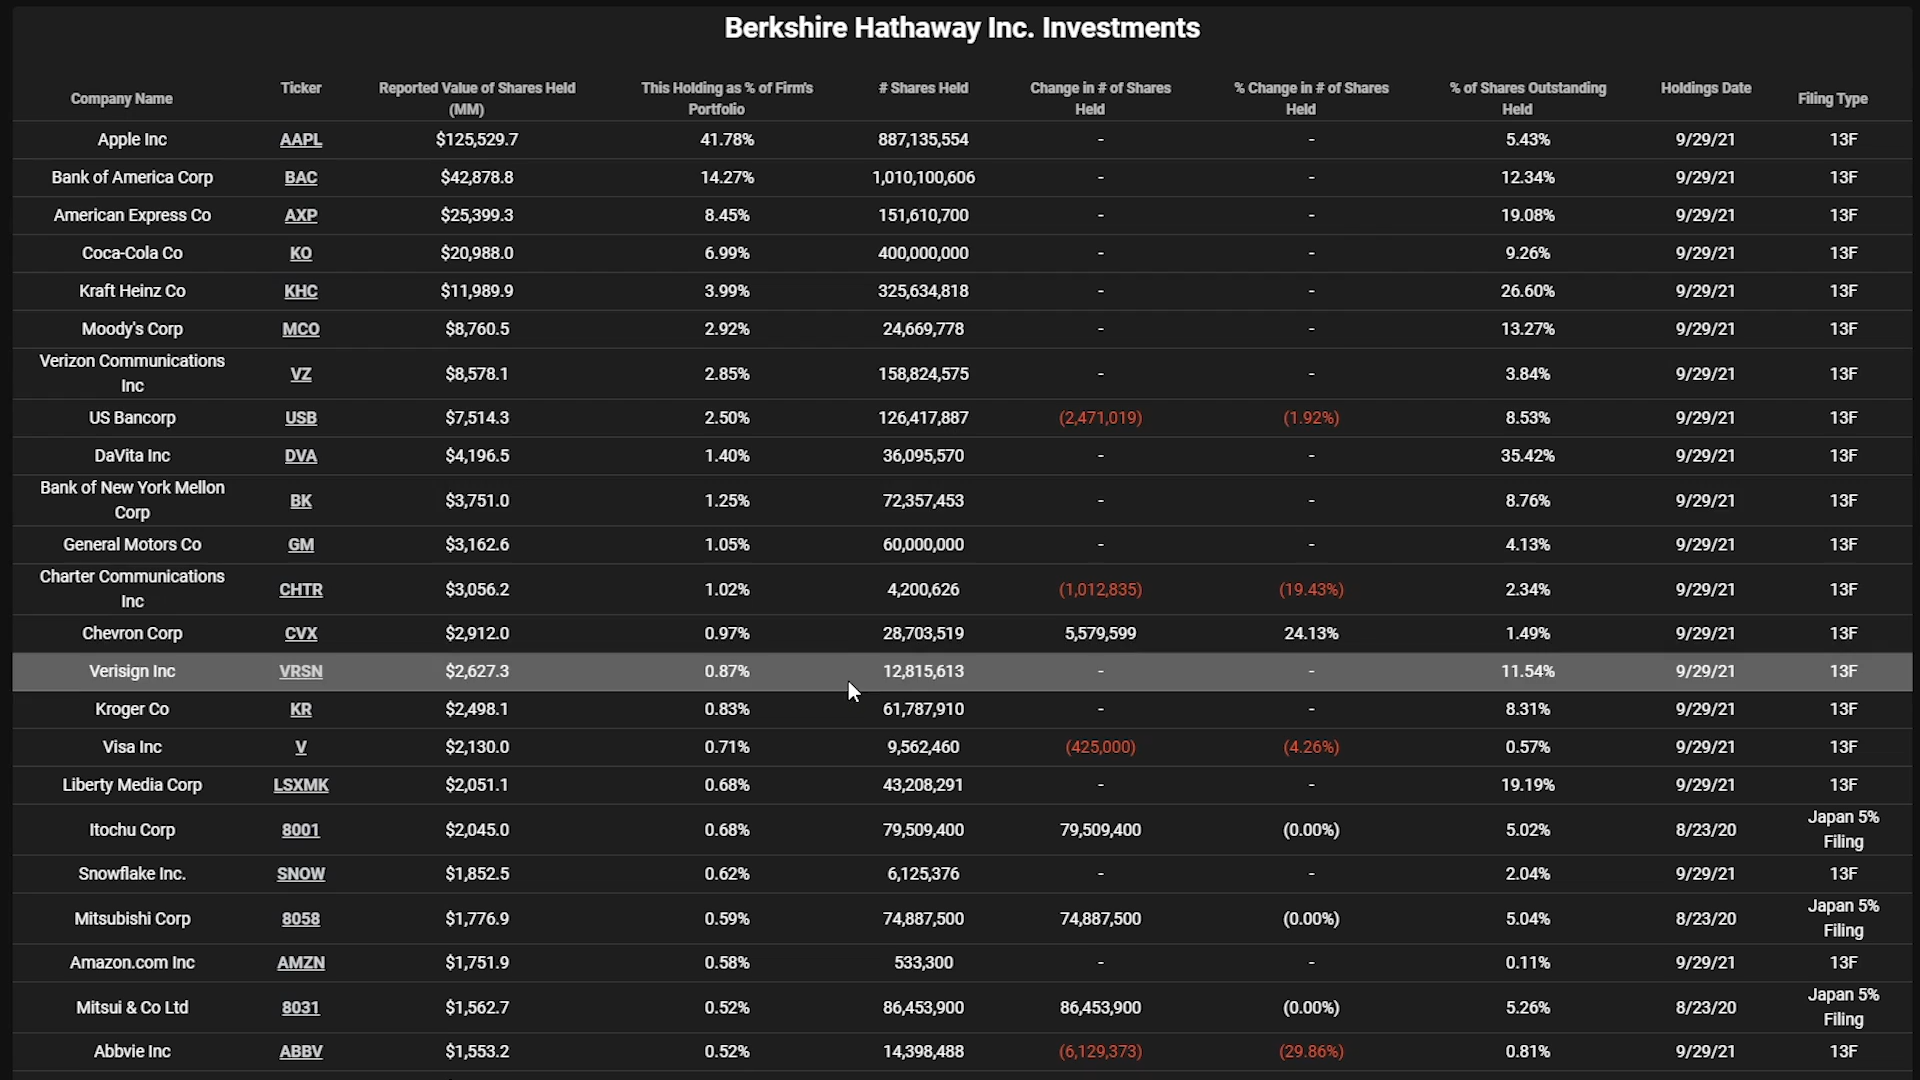 Berkshire Hathaway Inc. Investments
Company Name Ticker Reported Value of Shares Held (MM) This Holding as % of Firm's Portfolio # Shares Held Change in # of Shares Held % Change in # of Shares Held % of Shares Outstanding Held Holdings Date Filing Type
Apple Inc AAPL $125,529.7 41.78% 887,135,554 - - 5.43% 9/29/21 13F
Bank of America Corp BAC $42,878.8 14.27% 1,010,100,606 - - 12.34% 9/29/21 13F
American Express Co AXP $25,399.3 8.45% 151,610,700 - - 19.08% 9/29/21 13F
Coca-Cola Co KO $20,988.0 6.99% 400,000,000 - - 9.26% 9/29/21 13F
Kraft Heinz Co KHC $11,989.9 3.99% 325,634,818 - - 26.60% 9/29/21 13F
Moody's Corp MCO $8,760.5 2.92% 24,669,778 - - 13.27% 9/29/21 13F
Verizon Communications Inc VZ $8,578.1 2.85% 158,824,575 - - 3.84% 9/29/21 13F
US Bancorp USB $7,514.3 2.50% 126,417,887 (2,471,019) (1.92%) 8.53% 9/29/21 13F
DaVita Inc DVA $4,196.5 1.40% 36,095,570 - - 35.42% 9/29/21 13F
Bank of New York Mellon Corp BK $3,751.0 1.25% 72,357,453 - - 8.76% 9/29/21 13F
General Motors Co GM $3,162.6 1.05% 60,000,000 - - 4.13% 9/29/21 13F
Charter Communications Inc CHTR $3,056.2 1.02% 4,200,626 (1,012,835) (19.43%) 2.34% 9/29/21 13F
Chevron Corp CVX $2,912.0 0.97% 28,703,519 5,579,599 24.13% 1.49% 9/29/21 13F
Verisign Inc VRSN $2,627.3 0.87% 12,815,613 - - 11.54% 9/29/21 13F
Kroger Co KR $2,498.1 0.83% 61,787,910 - - 8.31% 9/29/21 13F
Visa Inc V $2,130.0 0.71% 9,562,460 (425,000) (4.26%) 0.57% 9/29/21 13F
Liberty Media Corp LSXMK $2,051.1 0.68% 43,208,291 - - 19.19% 9/29/21 13F
Itochu Corp 8001 $2,045.0 0.68% 79,509,400 79,509,400 (0.00%) 5.02% 8/23/20 Japan 5% Filing
Snowflake Inc. SNOW $1,852.5 0.62% 6,125,376 - - 2.04% 9/29/21 13F
Mitsubishi Corp 8058 $1,776.9 0.59% 74,887,500 74,887,500 (0.00%) 5.04% 8/23/20 Japan 5% Filing
Amazon.com Inc AMZN $1,751.9 0.58% 533,300 - - 0.11% 9/29/21 13F
Mitsui & Co Ltd 8031 $1,562.7 0.52% 86,453,900 86,453,900 (0.00%) 5.26% 8/23/20 Japan 5% Filing
Abbvie Inc ABBV $1,553.2 0.52% 14,398,488 (6,129,373) (29.86%) 0.81% 9/29/21 13F